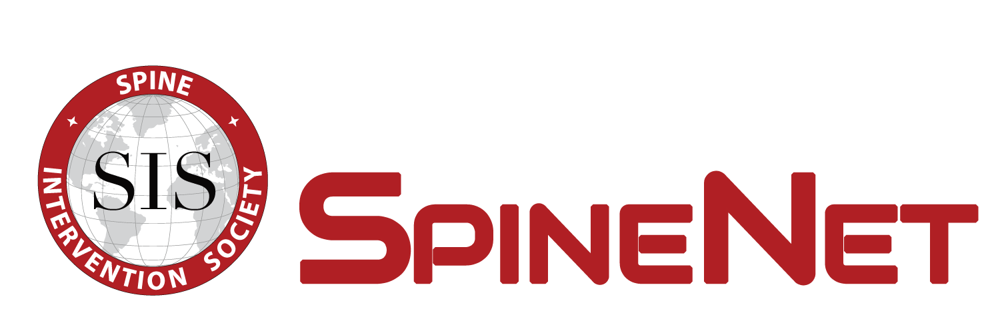 SPINE
SIS
INTERVENTION SOCIETY
SPINENET